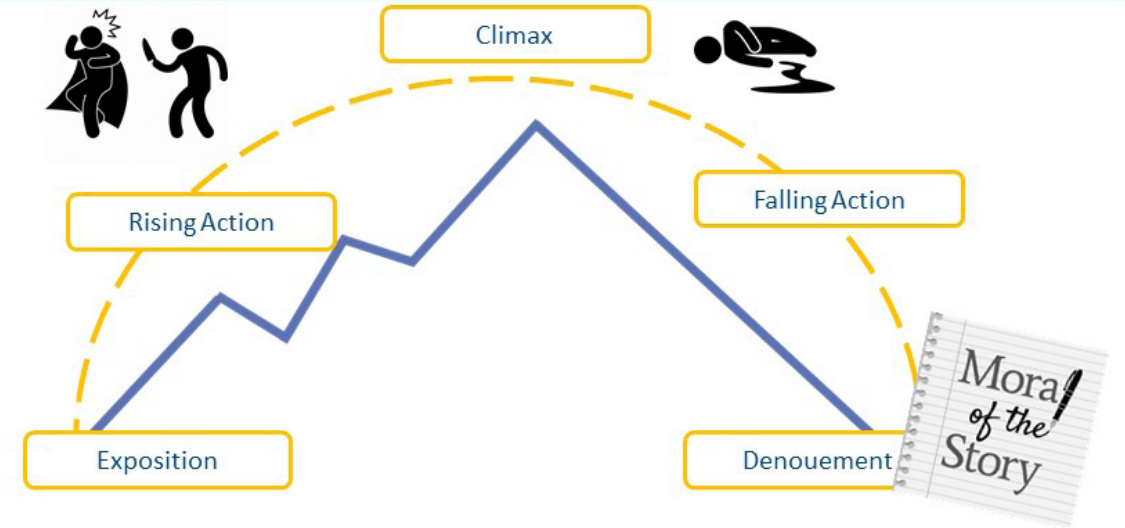 Climax
Rising Action
Falling Action
Exposition
Denouement
Moral
of the
Story